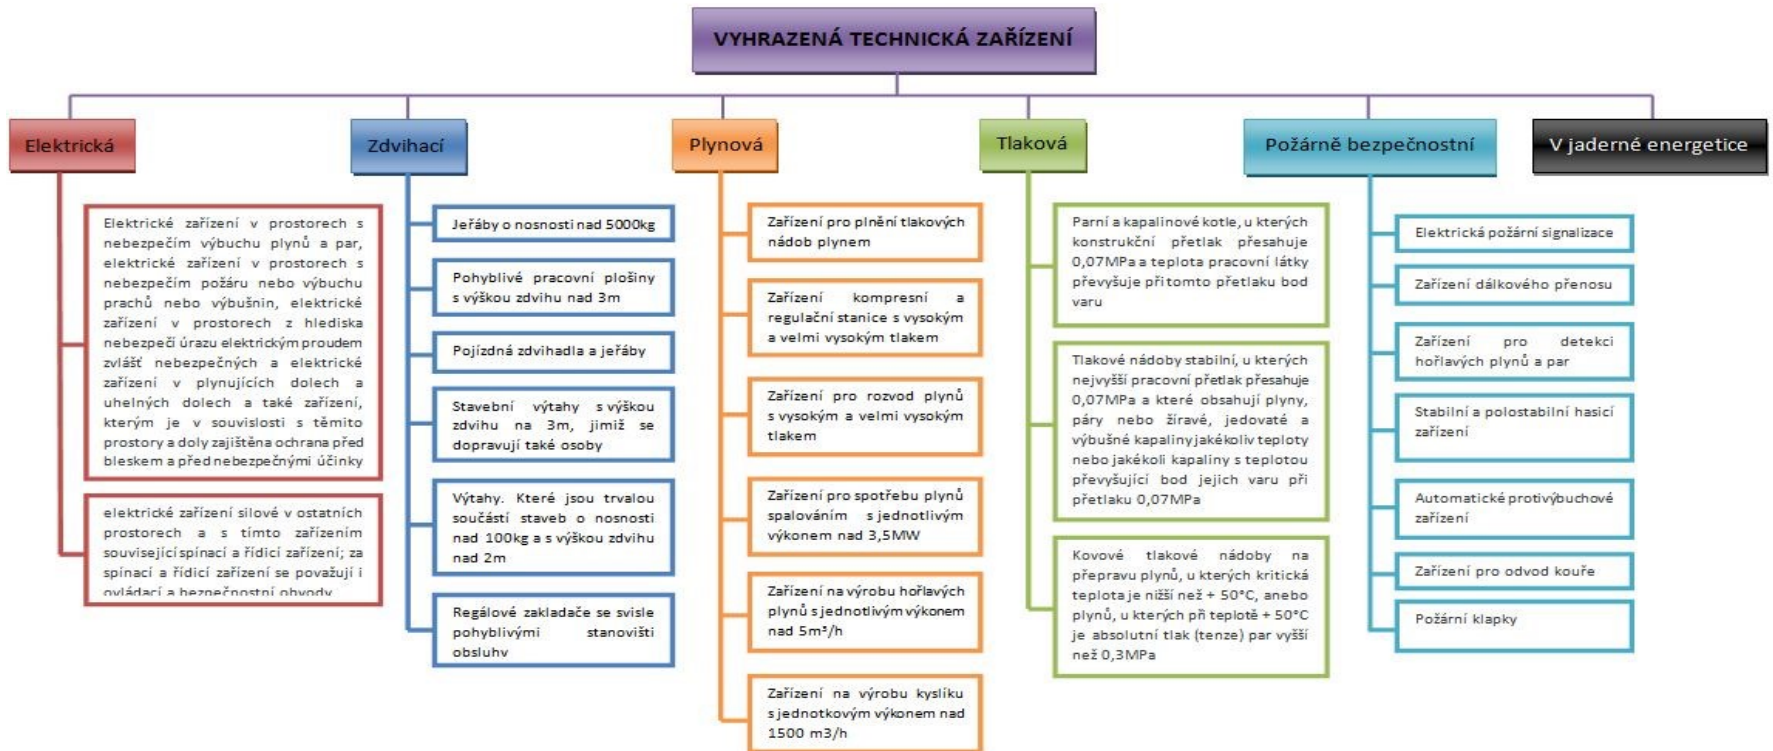 VYHRAZENÁ TECHNICKÁ ZAŘÍZENÍ
Elektrická
Elektrické zařízení v prostorech s
nebezpečím výbuchu plynů a par,
elektrické zařízení v prostorech s
nebezpečím požáru nebo výbuchu
prachů nebo výbušnin, elektrické
zařízení v prostorech z hlediska
nebezpečí úrazu elektrickým proudem
zvlášť nebezpečných a elektrické
zařízení v plynujících dolech a
uhelných dolech a také zařízení,
kterým je v souvislosti s těmito
prostory a doly zajištěna ochrana před
bleskem a před nebezpečnými účinky
elektrické zařízení silové v ostatních
prostorech a s tímto zařízením
související spínací a řídicí zařízení; za
spínací a řídicí zařízení se považují i
ovládací a bezpečnostní obvody
Zdvihací
Jeřáby o nosnosti nad 5000kg
Pohyblivé pracovní plošiny
s výškou zdvihu nad 3m
Pojízdná zdvihadla a jeřáby
Stavební výtahy s výškou
zdvihu na 3m, jimiž se
dopravují také osoby
Výtahy. Které jsou trvalou
součástí staveb o nosnosti
nad 100kg a s výškou zdvihu
nad 2m
Regálové zakladače se svisle
pohyblivými stanovišti
obsluhy
Plynová
Zařízení pro plnění tlakových
nádob plynem
Zařízení kompresní a
regulační stanice s vysokým
a velmi vysokým tlakem
Zařízení pro rozvod plynů
s vysokým a velmi vysokým
tlakem
Zařízení pro spotřebu plynů
spalováním s jednotlivým
výkonem nad 3,5MW
Zařízení na výrobu hořlavých
plynů s jednotlivým výkonem
nad 5m³/h
Zařízení na výrobu kyslíku
s jednotkovým výkonem nad
1500 m3/h
Tlaková
Parní a kapalinové kotle, u kterých
konstrukční přetlak přesahuje
0,07MPa a teplota pracovní látky
převyšuje při tomto přetlaku bod
varu
Tlakové nádoby stabilní, u kterých
nejvyšší pracovní přetlak přesahuje
0,07MPa a které obsahují plyny,
páry nebo žíravé, jedovaté a
výbušné kapaliny jakékoliv teploty
nebo jakékoli kapaliny s teplotou
převyšující bod jejich varu při
přetlaku 0,07MPa
Kovové tlakové nádoby na
přepravu plynů, u kterých kritická
teplota je nižší než + 50°C, anebo
plynů, u kterých při teplotě + 50°C
je absolutní tlak (tenze) par vyšší
než 0,3MPa
Požárně bezpečnostní
Elektrická požární signalizace
Zařízení dálkového přenosu
Zařízení pro detekci
hořlavých plynů a par
Stabilní a polostabilní hasicí
zařízení
Automatické protivýbuchové
zařízení
Zařízení pro odvod kouře
Požární klapky
V jaderné energetice